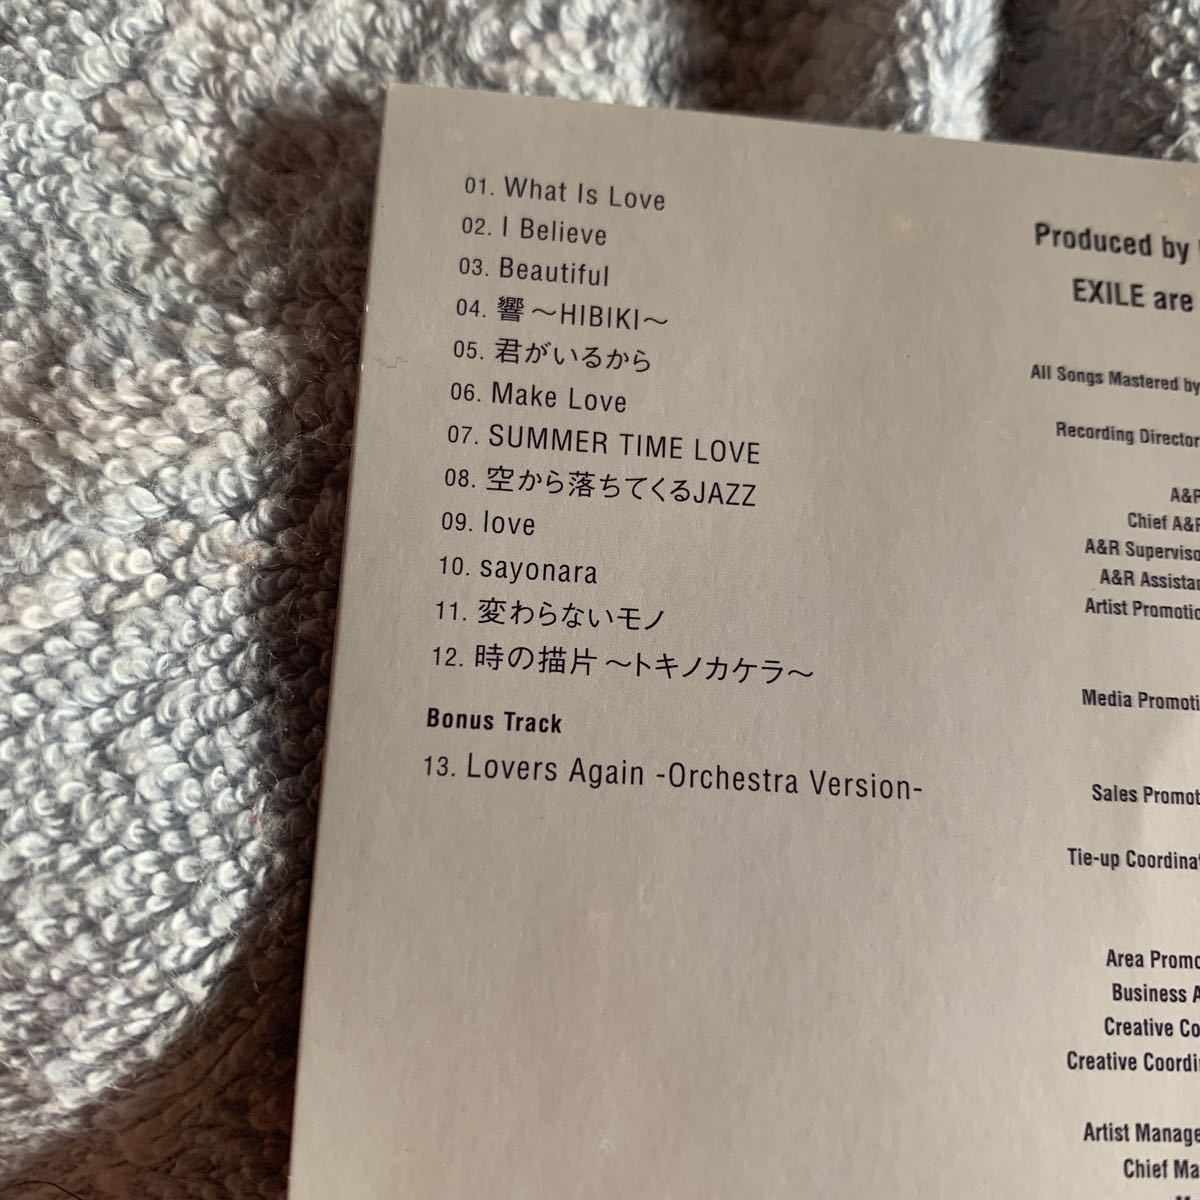 01. What Is Love
02. I Believe
03. Beautiful
04. 響 〜HIBIKI〜
05. 君がいるから
06. Make Love
07. SUMMER TIME LOVE
08. 空から落ちてくるJAZZ
09. love
10. sayonara
11. 変わらないモノ
12. 時の描片 〜トキノカケラ〜
Bonus Track
13. Lovers Again -Orchestra Version-
Produced by
EXILE are
All Songs Mastered by
Recording Director
A&R
Chief A&R
A&R
A&R
Artist
Media
Sales
Tie-up
Area
Business
Creative
Creative
Artist
Chief